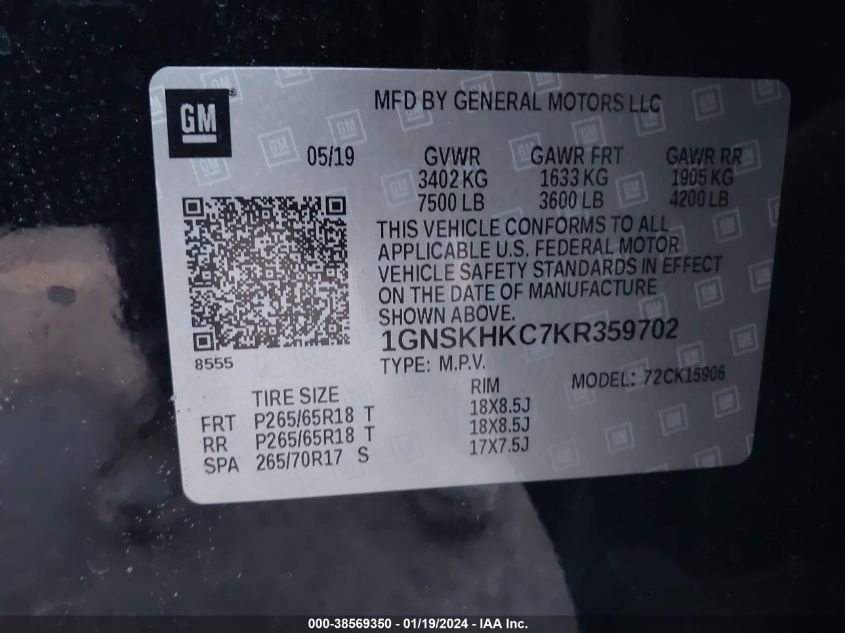 GM
MFD BY GENERAL MOTORS LLC
05/19 GVWR GAWR FRT GAWR RR
3402 KG 1633 KG 1905 KG
7500 LB 3600 LB 4200 LB
THIS VEHICLE CONFORMS TO ALL
APPLICABLE U.S. FEDERAL MOTOR
VEHICLE SAFETY STANDARDS IN EFFECT
ON THE DATE OF MANUFACTURE
SHOWN ABOVE.
1GNSKHKC7KR359702
8555
TYPE: M.P.V.
MODEL: 72CK15906
TIRE SIZE RIM
FRT P265/65R18 T 18X8.5J
RR P265/65R18 T 18X8.5J
SPA 265/70R17 S 17X7.5J
000-38569350 - 01/19/2024 - IAA Inc.